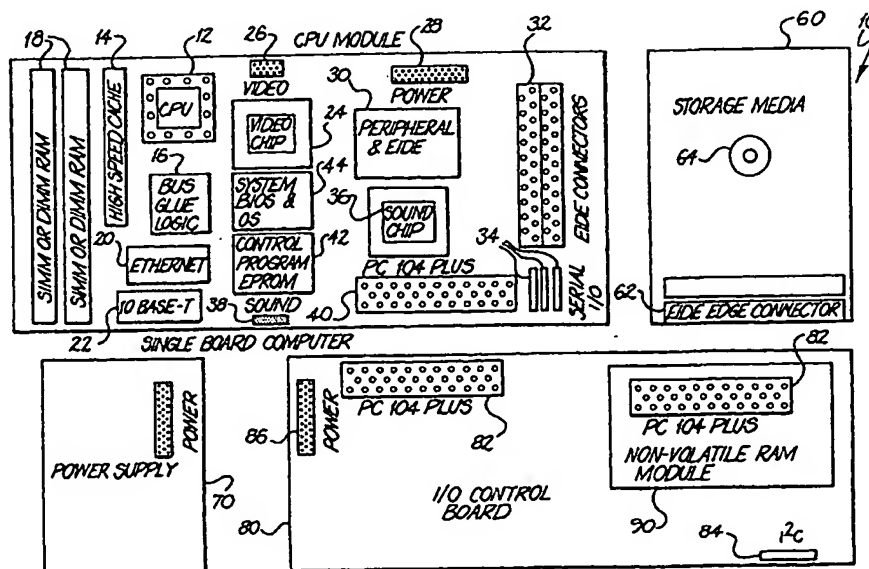 18
14
12
26
CPU MODULE
28
32
60
10
SIMM OR DIMM RAM
SIMM OR DIMM RAM
HIGH SPEED CACHE
CPU
VIDEO
POWER
30
VIDEO CHIP
24
PERIPHERAL & EIDE
EIDE CONNECTORS
STORAGE MEDIA
64
16
BUS GLUE LOGIC
44
SYSTEM BIOS & OS
36
SOUND CHIP
20
ETHERNET
CONTROL PROGRAM EPROM
42
34
PC 104 PLUS
SERIAL I/O
22
10 BASE-T
38
SOUND
40
62
EIDE EDGE CONNECTOR
SINGLE BOARD COMPUTER
82
POWER
POWER SUPPLY
70
86
POWER
PC 104 PLUS
82
PC 104 PLUS
NON-VOLATILE RAM MODULE
I/O CONTROL BOARD
80
90
84
I²C